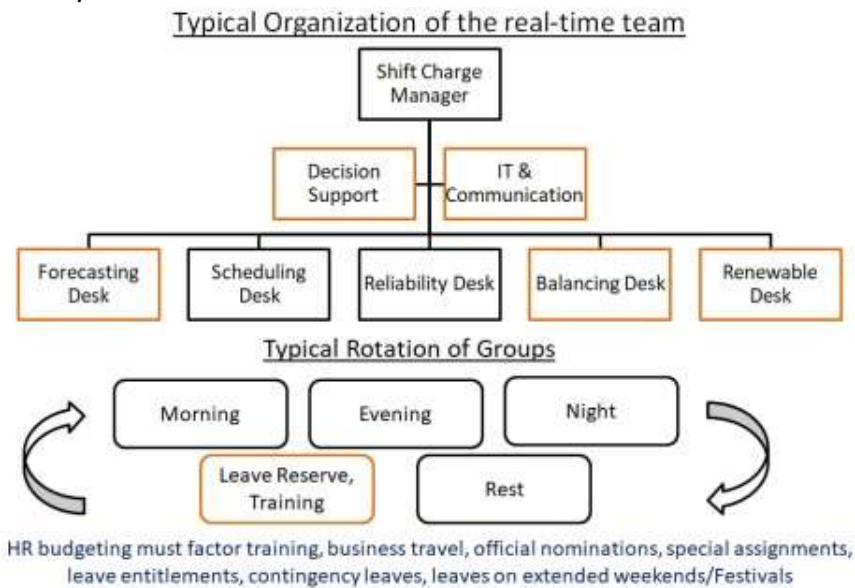 Typical Organization of the real-time team
Shift Charge
Manager
Decision
Support
IT &
Communication
Forecasting
Desk
Scheduling
Desk
Reliability Desk
Balancing Desk
Renewable
Desk
Typical Rotation of Groups
Morning
Evening
Night
Leave Reserve,
Training
Rest
HR budgeting must factor training, business travel, official nominations, special assignments,
leave entitlements, contingency leaves, leaves on extended weekends/Festivals